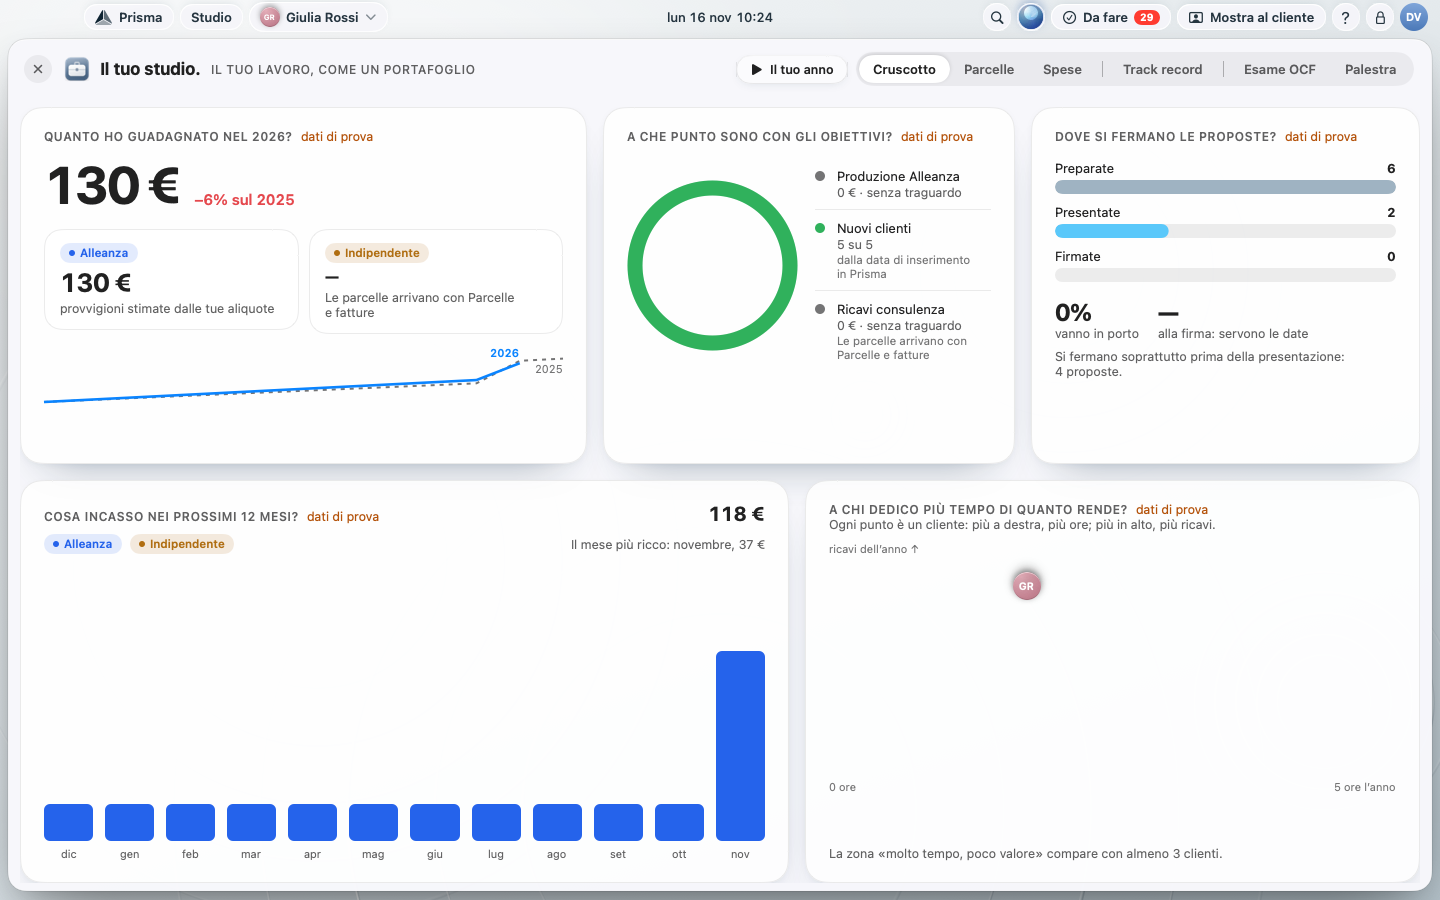 Prisma
Studio
GR Giulia Rossi
lun 16 nov 10:24
Da fare 29
Mostra al cliente
?
DV
Il tuo studio. IL TUO LAVORO, COME UN PORTAFOGLIO
Il tuo anno
Cruscotto
Parcelle
Spese
Track record
Esame OCF
Palestra
QUANTO HO GUADAGNATO NEL 2026? dati di prova
130 € –6% sul 2025
Alleanza
130 €
provvigioni stimate dalle tue aliquote
Indipendente
—
Le parcelle arrivano con Parcelle
e fatture
2026
2025
A CHE PUNTO SONO CON GLI OBIETTIVI? dati di prova
Produzione Alleanza
0 € · senza traguardo
Nuovi clienti
5 su 5
dalla data di inserimento
in Prisma
Ricavi consulenza
0 € · senza traguardo
Le parcelle arrivano con
Parcelle e fatture
DOVE SI FERMANO LE PROPOSTE? dati di prova
Preparate 6
Presentate 2
Firmate 0
0%
vanno in porto
—
alla firma: servono le date
Si fermano soprattutto prima della presentazione:
4 proposte.
COSA INCASSO NEI PROSSIMI 12 MESI? dati di prova
118 €
Alleanza
Indipendente
Il mese più ricco: novembre, 37 €
dic gen feb mar apr mag giu lug ago set ott nov
A CHI DEDICO PIÙ TEMPO DI QUANTO RENDE? dati di prova
Ogni punto è un cliente: più a destra, più ore; più in alto, più ricavi.
ricavi dell'anno ↑
GR
0 ore
5 ore l'anno
La zona «molto tempo, poco valore» compare con almeno 3 clienti.